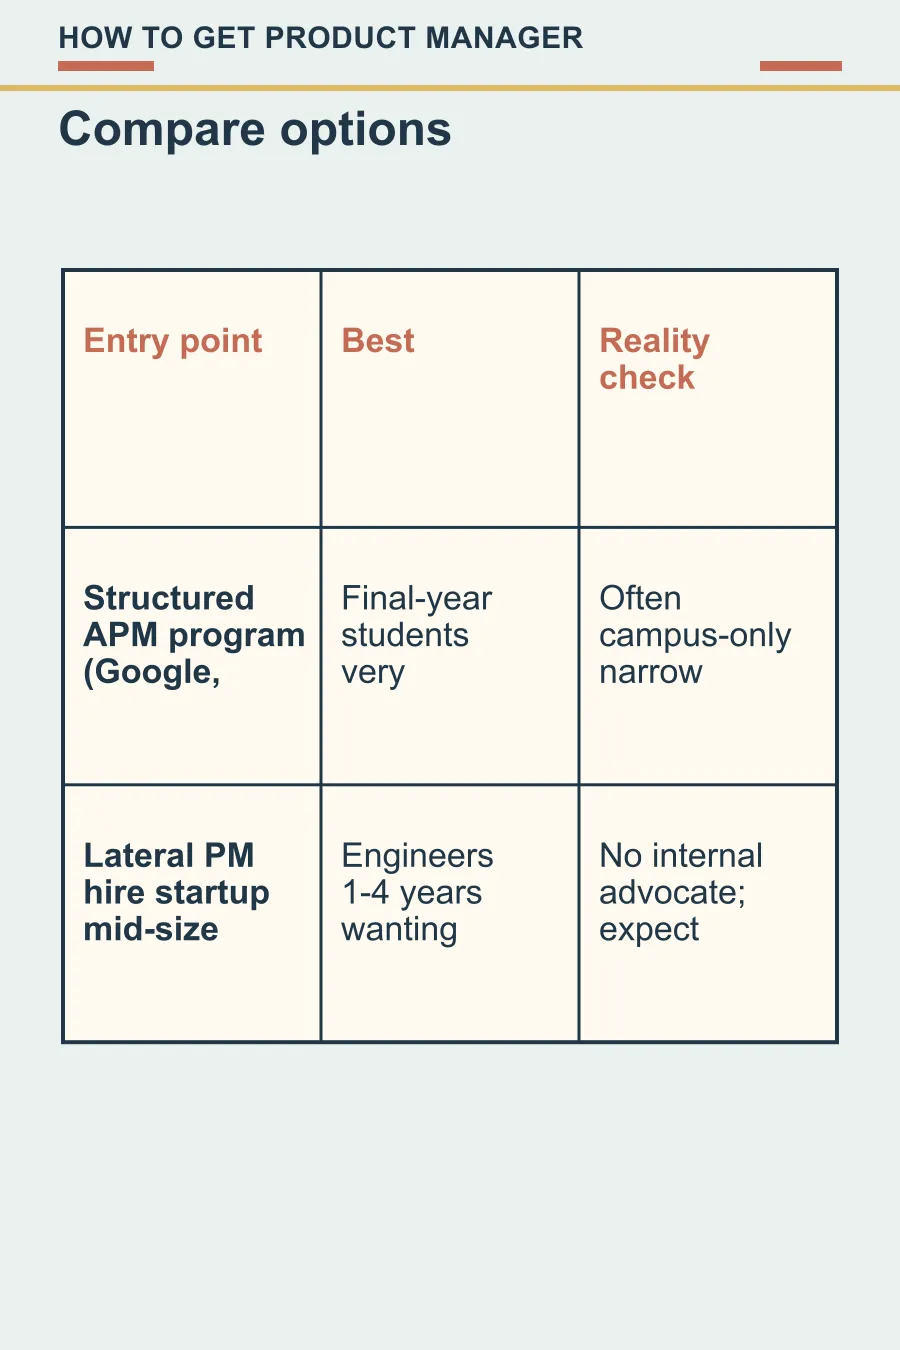 HOW TO GET PRODUCT MANAGER
Compare options
Entry point
Best
Reality
check
Structured
APM program
(Google,
Final-year
students
very
Often
campus-only
narrow
Lateral PM
hire startup
mid-size
Engineers
1-4 years
wanting
No internal
advocate;
expect